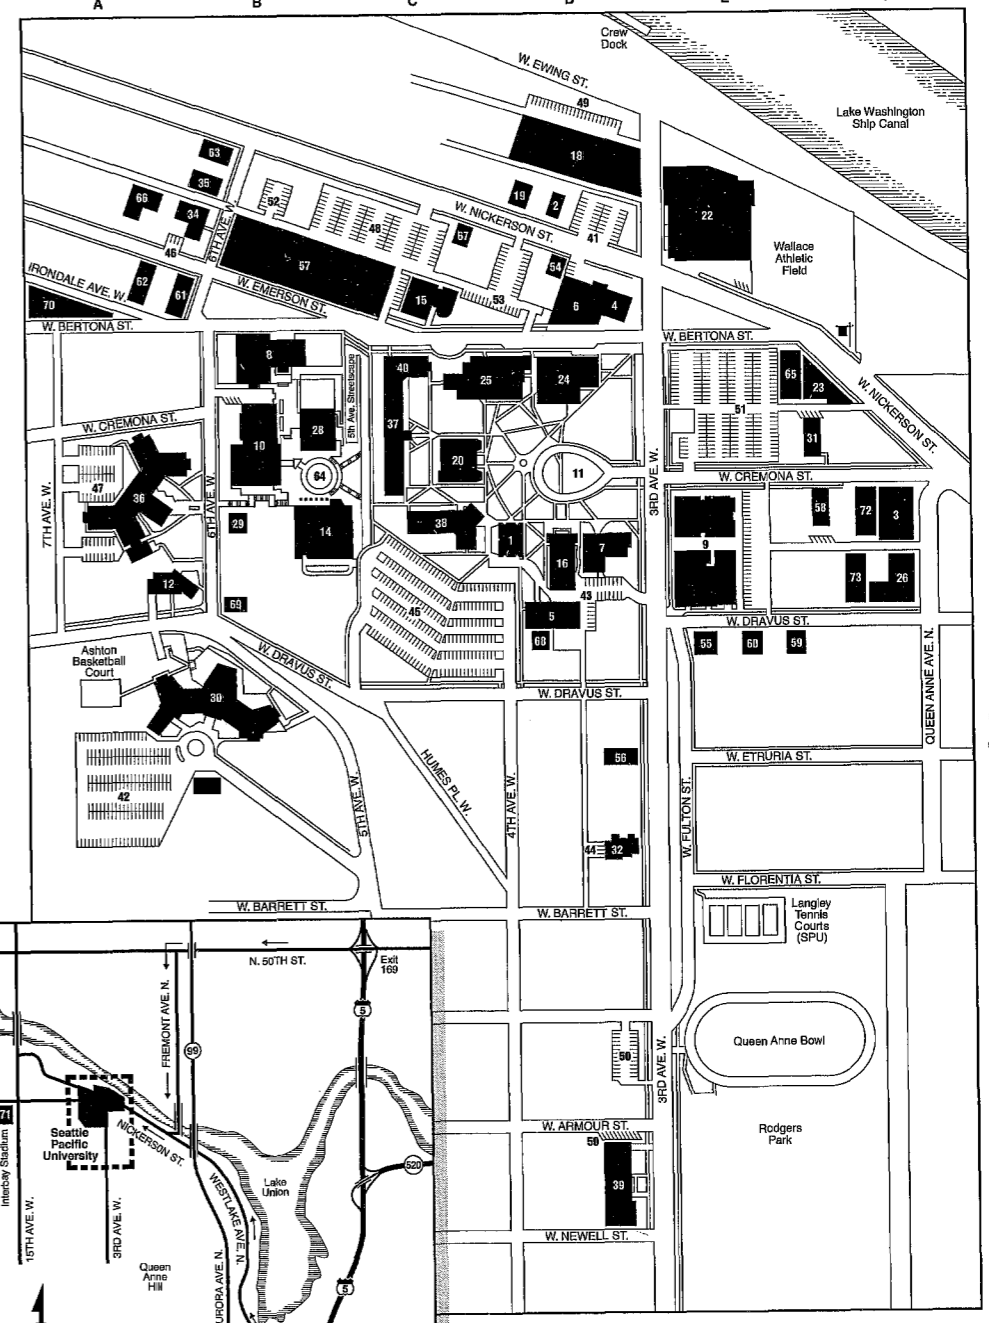 A
B
C
D
E
Crew
Dock
W. EWING ST.
49
Lake Washington
Ship Canal
18
63
35
66
34
52
46
6TH AVE. W.
48
W. NICKERSON ST.
19
2
41
67
22
Wallace
Athletic
Field
57
54
53
15
6
4
IRONDALE AVE. W.
62
61
70
W. EMERSON ST.
W. BERTONA ST.
W. BERTONA ST.
8
5th Ave. Streetscape
40
25
24
65
23
W. NICKERSON ST.
51
W. CREMONA ST.
10
28
37
20
11
31
47
36
64
3RD AVE. W.
W. CREMONA ST.
7TH AVE. W.
6TH AVE. W.
29
14
38
1
16
7
9
58
72
3
12
69
45
43
5
68
73
26
W. DRAVUS ST.
Ashton
Basketball
Court
W. DRAVUS ST.
55
60
59
30
W. DRAVUS ST.
QUEEN ANNE AVE. N.
42
HUMES PL. W.
56
W. ETRURIA ST.
5TH AVE. W.
4TH AVE. W.
W. FULTON ST.
44
32
W. FLORENTIA ST.
W. BARRETT ST.
W. BARRETT ST.
Langley
Tennis
Courts
(SPU)
N. 50TH ST.
Exit
169
FREMONT AVE. N.
5
99
50
3RD AVE. W.
Queen Anne Bowl
71
Seattle
Pacific
University
NICKERSON ST.
W. ARMOUR ST.
59
Rodgers
Park
Interbay Stadium
520
39
15TH AVE. W.
3RD AVE. W.
WESTLAKE AVE. N.
Lake
Union
W. NEWELL ST.
Queen
Anne
Hill
URORA AVE. N.
5